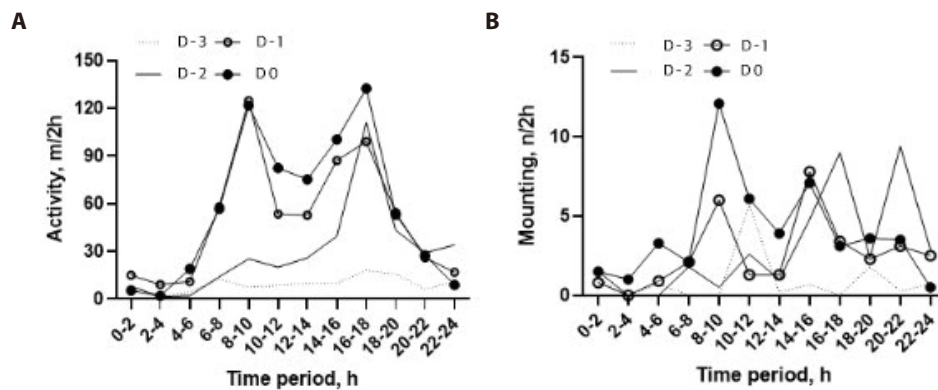 A
D-3
D-1
D-2
D0
150
120
90
60
30
0
Activity, m/2h
0-2
2-4
4-6
6-8
8-10
10-12
12-14
14-16
16-18
18-20
20-22
22-24
Time period, h
B
D-3
D-1
D-2
D0
15
10
5
0
Mounting, n/2h
0-2
2-4
4-6
6-8
8-10
10-12
12-14
14-16
16-18
18-20
20-22
22-24
Time period, h